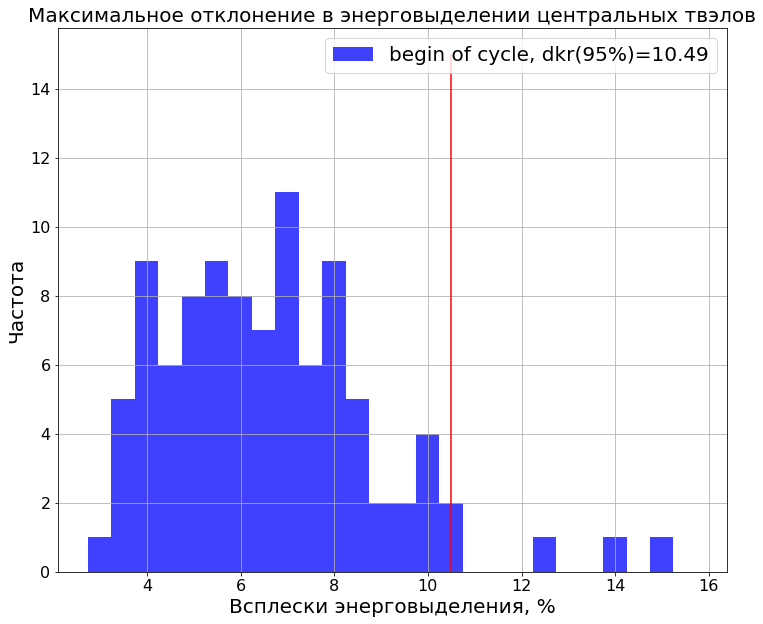 Максимальное отклонение в энерговыделении центральных твэлов
begin of cycle, dkr(95%)=10.49
14
12
10
8
6
4
2
0
Частота
4 6 8 10 12 14 16
Всплески энерговыделения, %